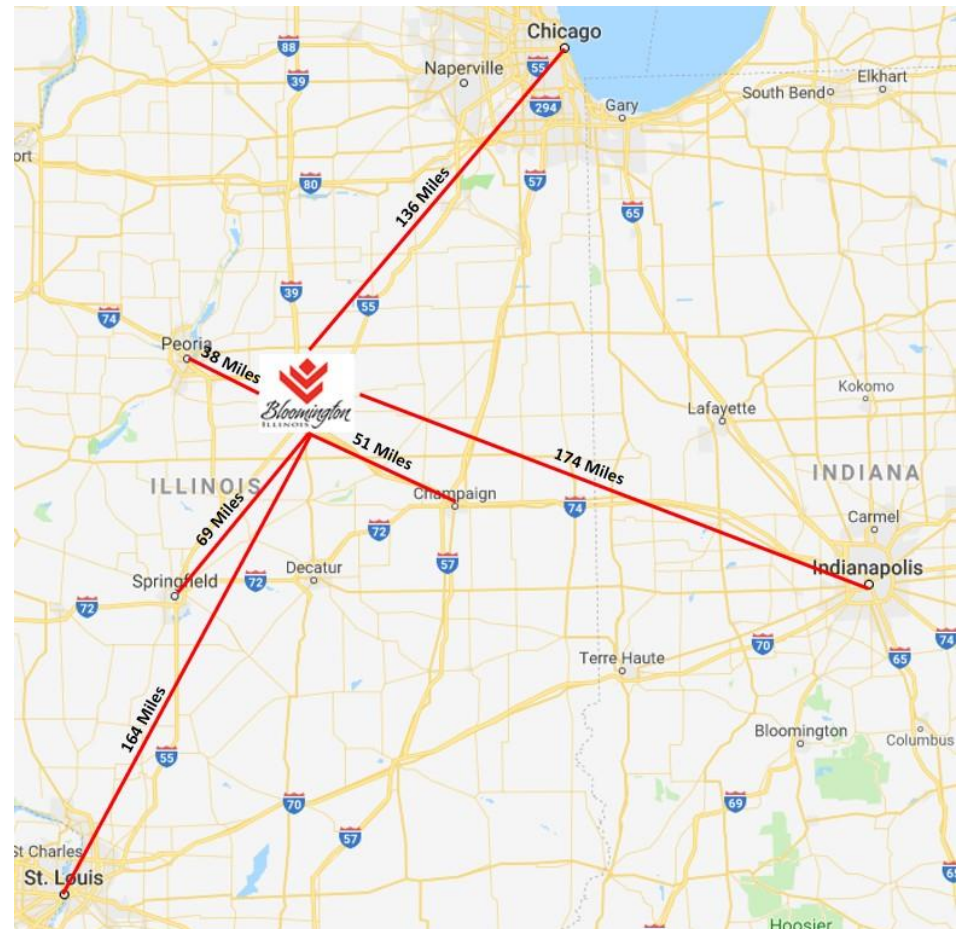 Chicago
88
55
Naperville
Elkhart
39
South Bend
294
Gary
ort
57
80
65
136 Miles
39
55
74
Peoria
38 Miles
Kokomo
Bloomington
ILLINOIS
Lafayette
51 Miles
174 Miles
INDIANA
ILLINOIS
Champaign
69 Miles
74
Carmel
72
Decatur
57
Indianapolis
Springfield
72
72
74
70
Terre Haute
65
164 Miles
Bloomington
Columbus
55
70
69
57
St Charles
65
St. Louis
Hoosier